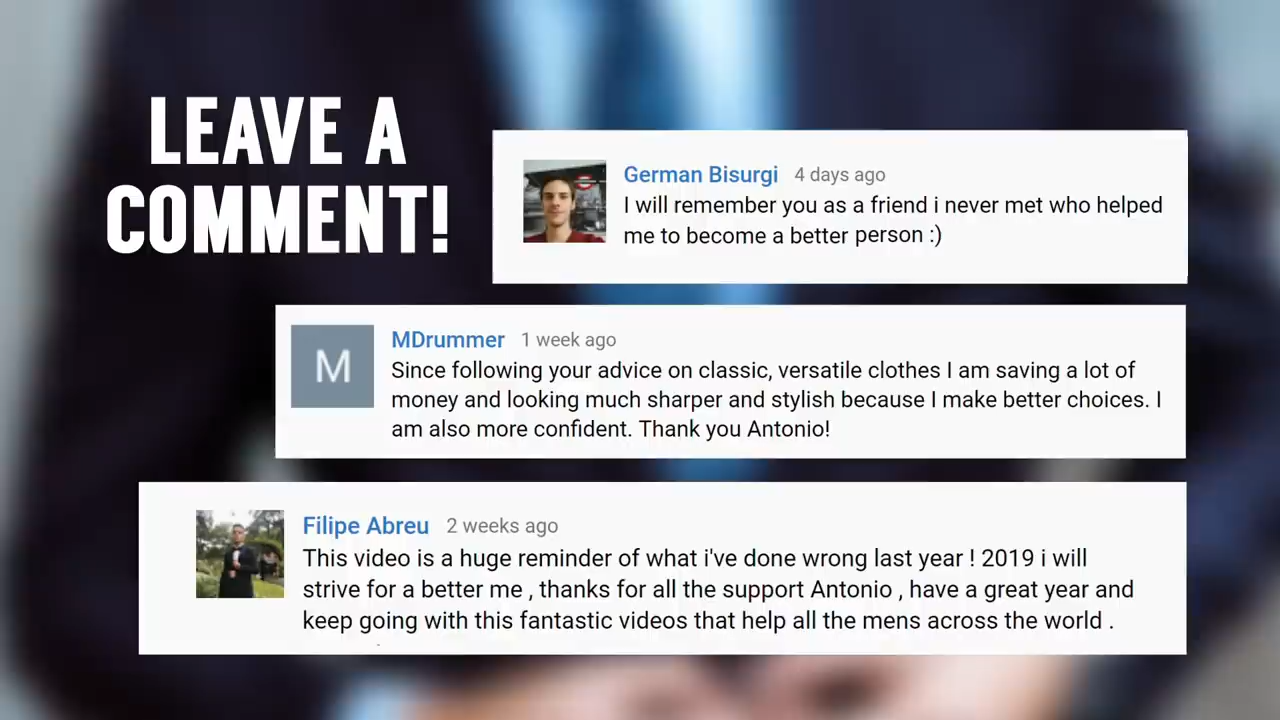 LEAVE A
COMMENT!
German Bisurgi 4 days ago
I will remember you as a friend i never met who helped
me to become a better person :)
M
MDrummer 1 week ago
Since following your advice on classic, versatile clothes I am saving a lot of
money and looking much sharper and stylish because I make better choices. I
am also more confident. Thank you Antonio!
Filipe Abreu 2 weeks ago
This video is a huge reminder of what i've done wrong last year ! 2019 i will
strive for a better me , thanks for all the support Antonio , have a great year and
keep going with this fantastic videos that help all the mens across the world .